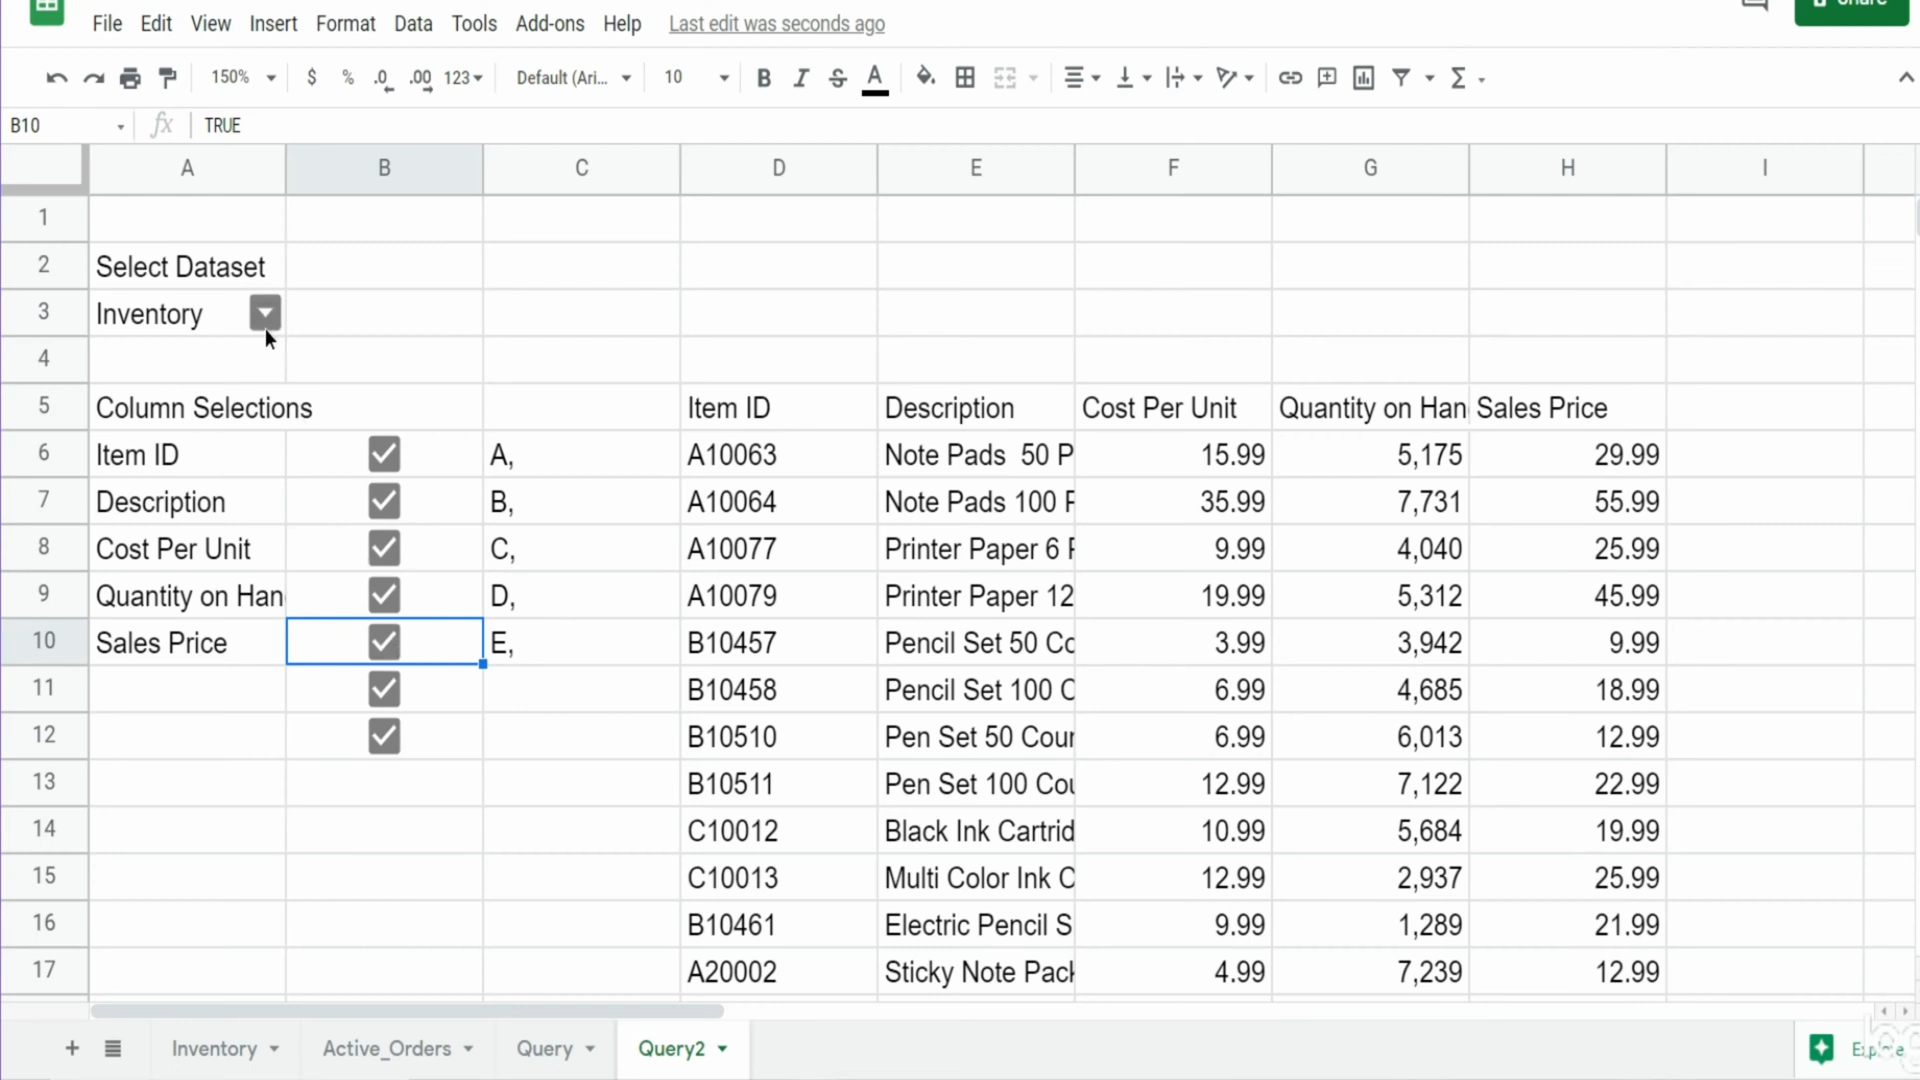 Share
File Edit View Insert Format Data Tools Add-ons Help Last edit was seconds ago
150% $ % .0 .00 123 Default (Ari... 10 B I S A Σ
B10 fx TRUE
A B C D E F G H I
1
2 Select Dataset
3 Inventory
4
5 Column Selections Item ID Description Cost Per Unit Quantity on Han Sales Price
6 Item ID A, A10063 Note Pads 50 P 15.99 5,175 29.99
7 Description B, A10064 Note Pads 100 P 35.99 7,731 55.99
8 Cost Per Unit C, A10077 Printer Paper 6 P 9.99 4,040 25.99
9 Quantity on Han D, A10079 Printer Paper 12 19.99 5,312 45.99
10 Sales Price E, B10457 Pencil Set 50 Co 3.99 3,942 9.99
11 B10458 Pencil Set 100 C 6.99 4,685 18.99
12 B10510 Pen Set 50 Coun 6.99 6,013 12.99
13 B10511 Pen Set 100 Cou 12.99 7,122 22.99
14 C10012 Black Ink Cartrid 10.99 5,684 19.99
15 C10013 Multi Color Ink C 12.99 2,937 25.99
16 B10461 Electric Pencil S 9.99 1,289 21.99
17 A20002 Sticky Note Pack 4.99 7,239 12.99
+ Inventory Active_Orders Query Query2 Explore